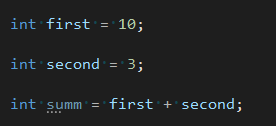 int first = 10;
int second = 3;
int summ = first + second;